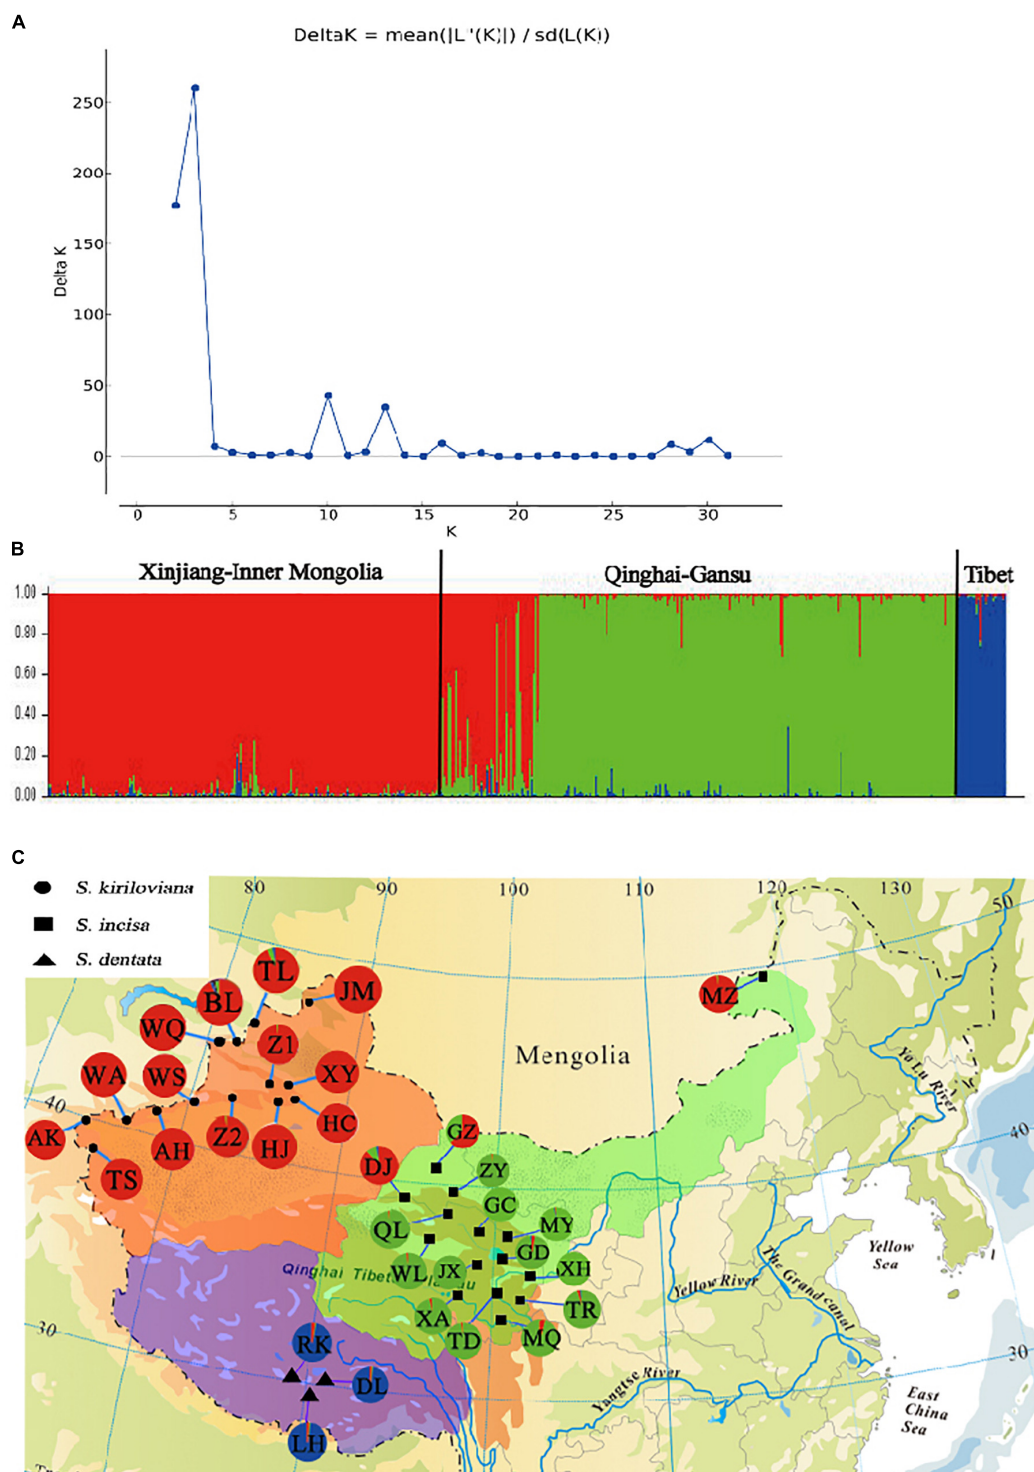 A
DeltaK = mean(|L"(K)|) / sd(L(K))
250
200
150
100
50
0
Delta K
0 5 10 15 20 25 30
K
B
Xinjiang-Inner Mongolia Qinghai-Gansu Tibet
1.00
0.80
0.60
0.40
0.20
0.00
C
S. kiriloviana
S. incisa
S. dentata
80 90 100 110 120 130 50
TL
JM
BL
MZ
WQ
Z1
Mengolia
Ya Lu River
WA WS XY
40
AK AH Z2 HJ HC GZ 40
TS DJ ZY
QL GC MY
GD
Yellow
Sea
WL JX XH
Qinghai Tibet
au
Yellow River
The Grand canal
XA TR
TD MQ
30 RK 30
DL
Yangtse River
East
China
Sea
LH